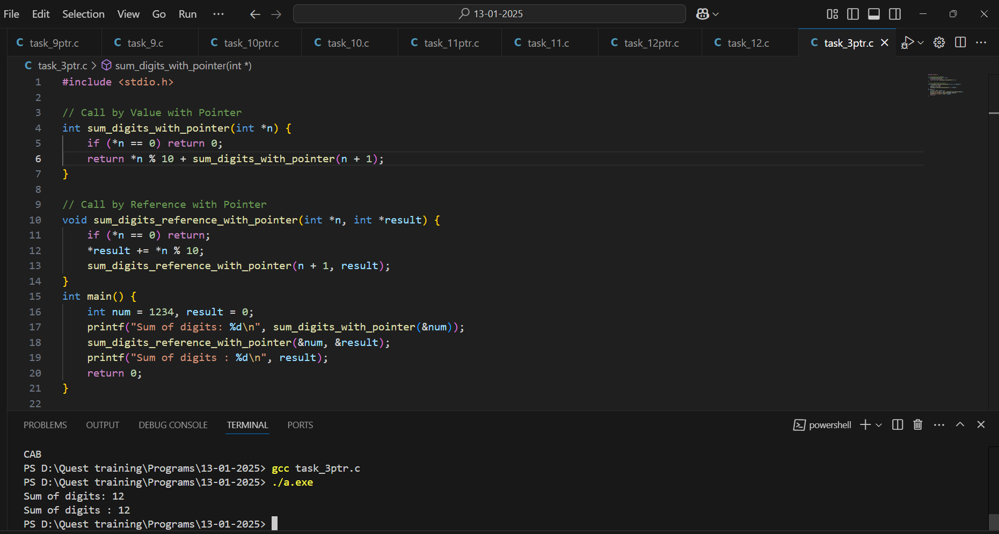 File Edit Selection View Go Run ··· 13-01-2025
task_9ptr.c task_9.c task_10ptr.c task_10.c task_11ptr.c task_11.c task_12ptr.c task_12.c task_3ptr.c
C task_3ptr.c > sum_digits_with_pointer(int *)
1 #include <stdio.h>
2
3 // Call by Value with Pointer
4 int sum_digits_with_pointer(int *n) {
5     if (*n == 0) return 0;
6     return *n % 10 + sum_digits_with_pointer(n + 1);
7 }
8
9 // Call by Reference with Pointer
10 void sum_digits_reference_with_pointer(int *n, int *result) {
11     if (*n == 0) return;
12     *result += *n % 10;
13     sum_digits_reference_with_pointer(n + 1, result);
14 }
15 int main() {
16     int num = 1234, result = 0;
17     printf("Sum of digits: %d\n", sum_digits_with_pointer(&num));
18     sum_digits_reference_with_pointer(&num, &result);
19     printf("Sum of digits : %d\n", result);
20     return 0;
21 }
22
PROBLEMS OUTPUT DEBUG CONSOLE TERMINAL PORTS powershell
CAB
PS D:\Quest training\Programs\13-01-2025> gcc task_3ptr.c
PS D:\Quest training\Programs\13-01-2025> ./a.exe
Sum of digits: 12
Sum of digits : 12
PS D:\Quest training\Programs\13-01-2025>